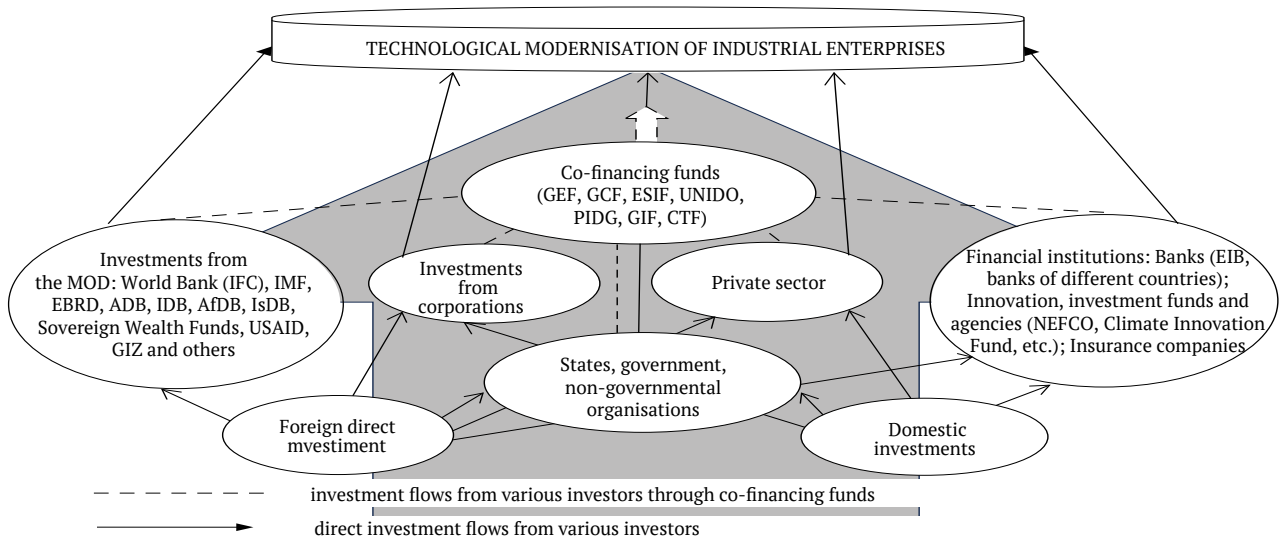 TECHNOLOGICAL MODERNISATION OF INDUSTRIAL ENTERPRISES
Co-financing funds
(GEF, GCF, ESIF, UNIDO,
PIDG, GIF, CTF)
Investments from
the MOD: World Bank (IFC), IMF,
EBRD, ADB, IDB, AfDB, IsDB,
Sovereign Wealth Funds, USAID,
GIZ and others
Investments
from
corporations
Private sector
Financial institutions: Banks (EIB,
banks of different countries);
Innovation, investment funds and
agencies (NEFCO, Climate Innovation
Fund, etc.); Insurance companies
States, government,
non-governmental
organisations
Foreign direct
mvestiment
Domestic
investments
investment flows from various investors through co-financing funds
direct investment flows from various investors